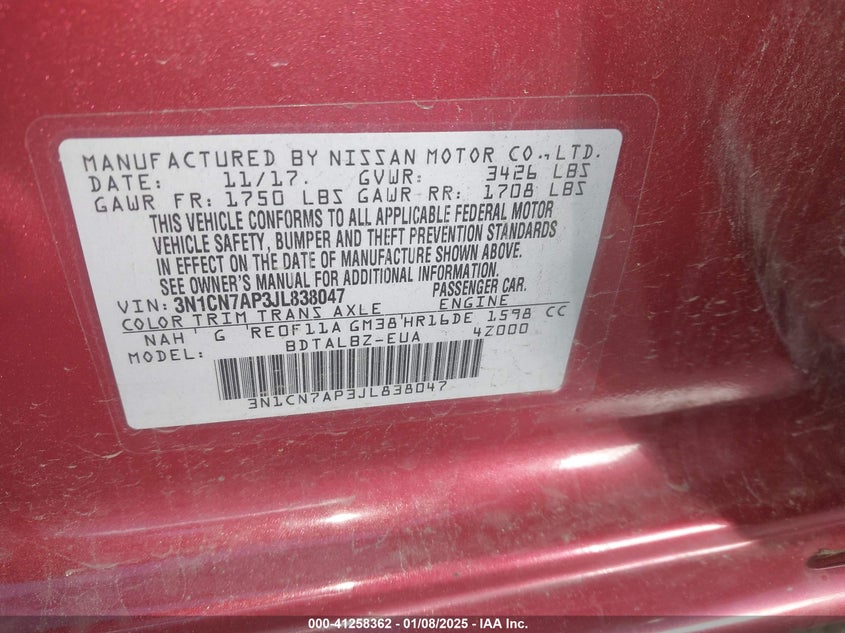 MANUFACTURED BY NISSAN MOTOR CO., LTD.
DATE: 11/17. GVWR: 3426 LBS
GAWR FR: 1750 LBS GAWR RR: 1708 LBS
THIS VEHICLE CONFORMS TO ALL APPLICABLE FEDERAL MOTOR
VEHICLE SAFETY, BUMPER AND THEFT PREVENTION STANDARDS
IN EFFECT ON THE DATE OF MANUFACTURE SHOWN ABOVE.
SEE OWNER'S MANUAL FOR ADDITIONAL INFORMATION.
VIN: 3N1CN7AP3JL838047 PASSENGER CAR.
COLOR TRIM TRANS AXLE ENGINE
NAH G 'RE0F11A GM38'HR16DE 1598 CC
MODEL: BDTALBZ-EUA 4Z000
3N1CN7AP3JL838047
000-41258362 - 01/08/2025 - IAA Inc.